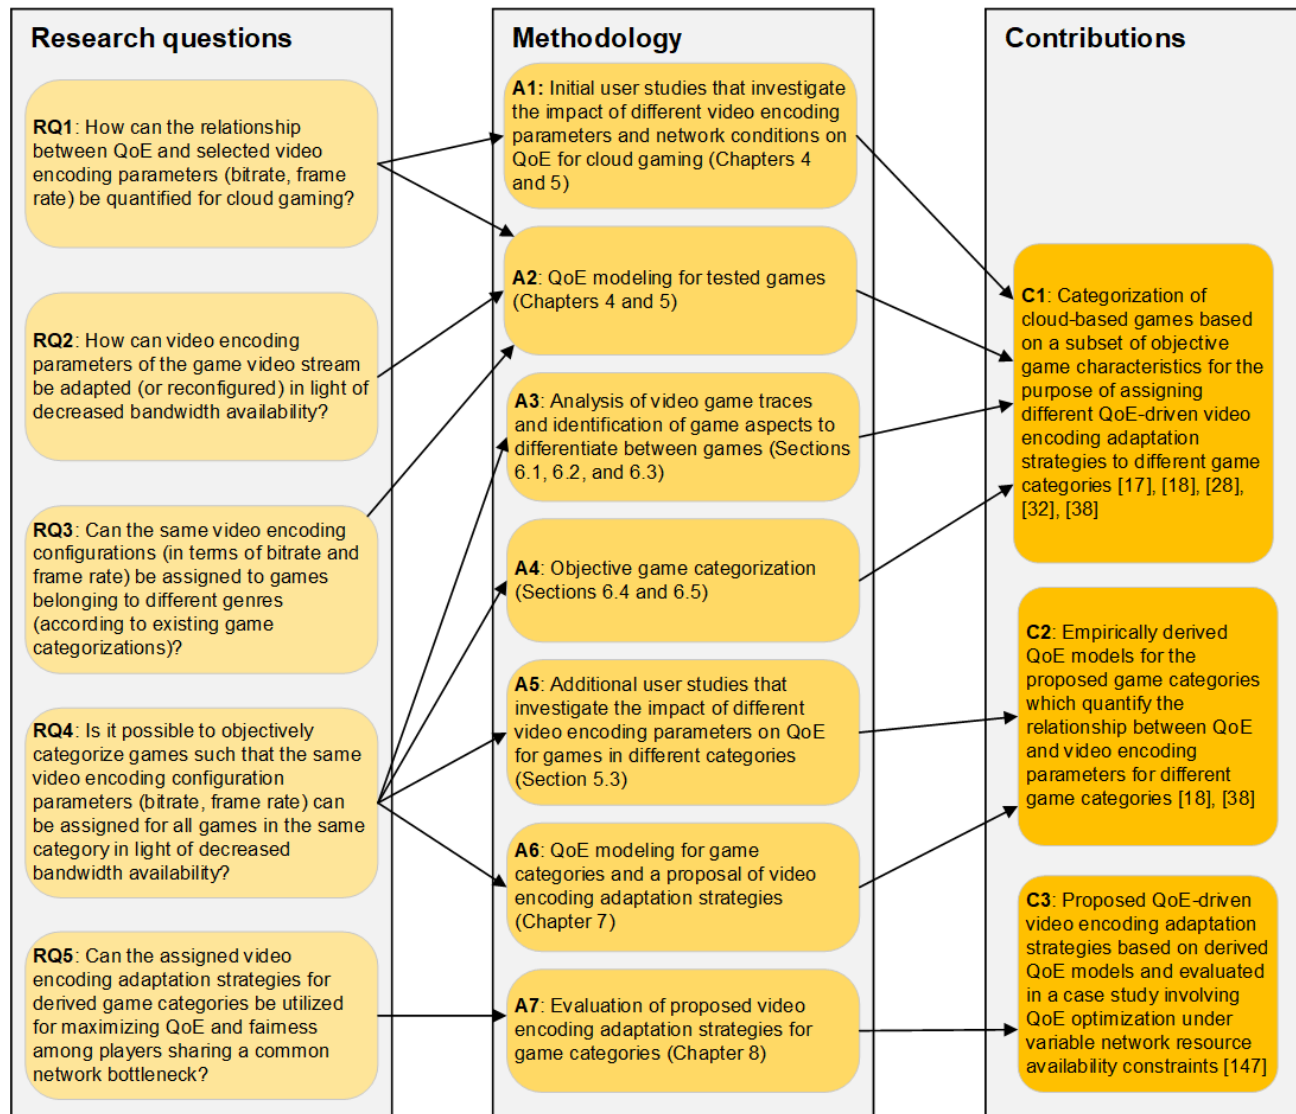 Research questions
RQ1: How can the relationship
between QoE and selected video
encoding parameters (bitrate, frame
rate) be quantified for cloud gaming?
RQ2: How can video encoding
parameters of the game video stream
be adapted (or reconfigured) in light of
decreased bandwidth availability?
RQ3: Can the same video encoding
configurations (in terms of bitrate and
frame rate) be assigned to games
belonging to different genres
(according to existing game
categorizations)?
RQ4: Is it possible to objectively
categorize games such that the same
video encoding configuration
parameters (bitrate, frame rate) can
be assigned for all games in the same
category in light of decreased
bandwidth availability?
RQ5: Can the assigned video
encoding adaptation strategies for
derived game categories be utilized
for maximizing QoE and fairness
among players sharing a common
network bottleneck?
Methodology
A1: Initial user studies that investigate
the impact of different video encoding
parameters and network conditions on
QoE for cloud gaming (Chapters 4
and 5)
A2: QoE modeling for tested games
(Chapters 4 and 5)
A3: Analysis of video game traces
and identification of game aspects to
differentiate between games (Sections
6.1, 6.2, and 6.3)
A4: Objective game categorization
(Sections 6.4 and 6.5)
A5: Additional user studies that
investigate the impact of different
video encoding parameters on QoE
for games in different categories
(Section 5.3)
A6: QoE modeling for game
categories and a proposal of video
encoding adaptation strategies
(Chapter 7)
A7: Evaluation of proposed video
encoding adaptation strategies for
game categories (Chapter 8)
Contributions
C1: Categorization of
cloud-based games based
on a subset of objective
game characteristics for the
purpose of assigning
different QoE-driven video
encoding adaptation
strategies to different game
categories [17], [18], [28],
[32], [38]
C2: Empirically derived
QoE models for the
proposed game categories
which quantify the
relationship between QoE
and video encoding
parameters for different
game categories [18], [38]
C3: Proposed QoE-driven
video encoding adaptation
strategies based on derived
QoE models and evaluated
in a case study involving
QoE optimization under
variable network resource
availability constraints [147]